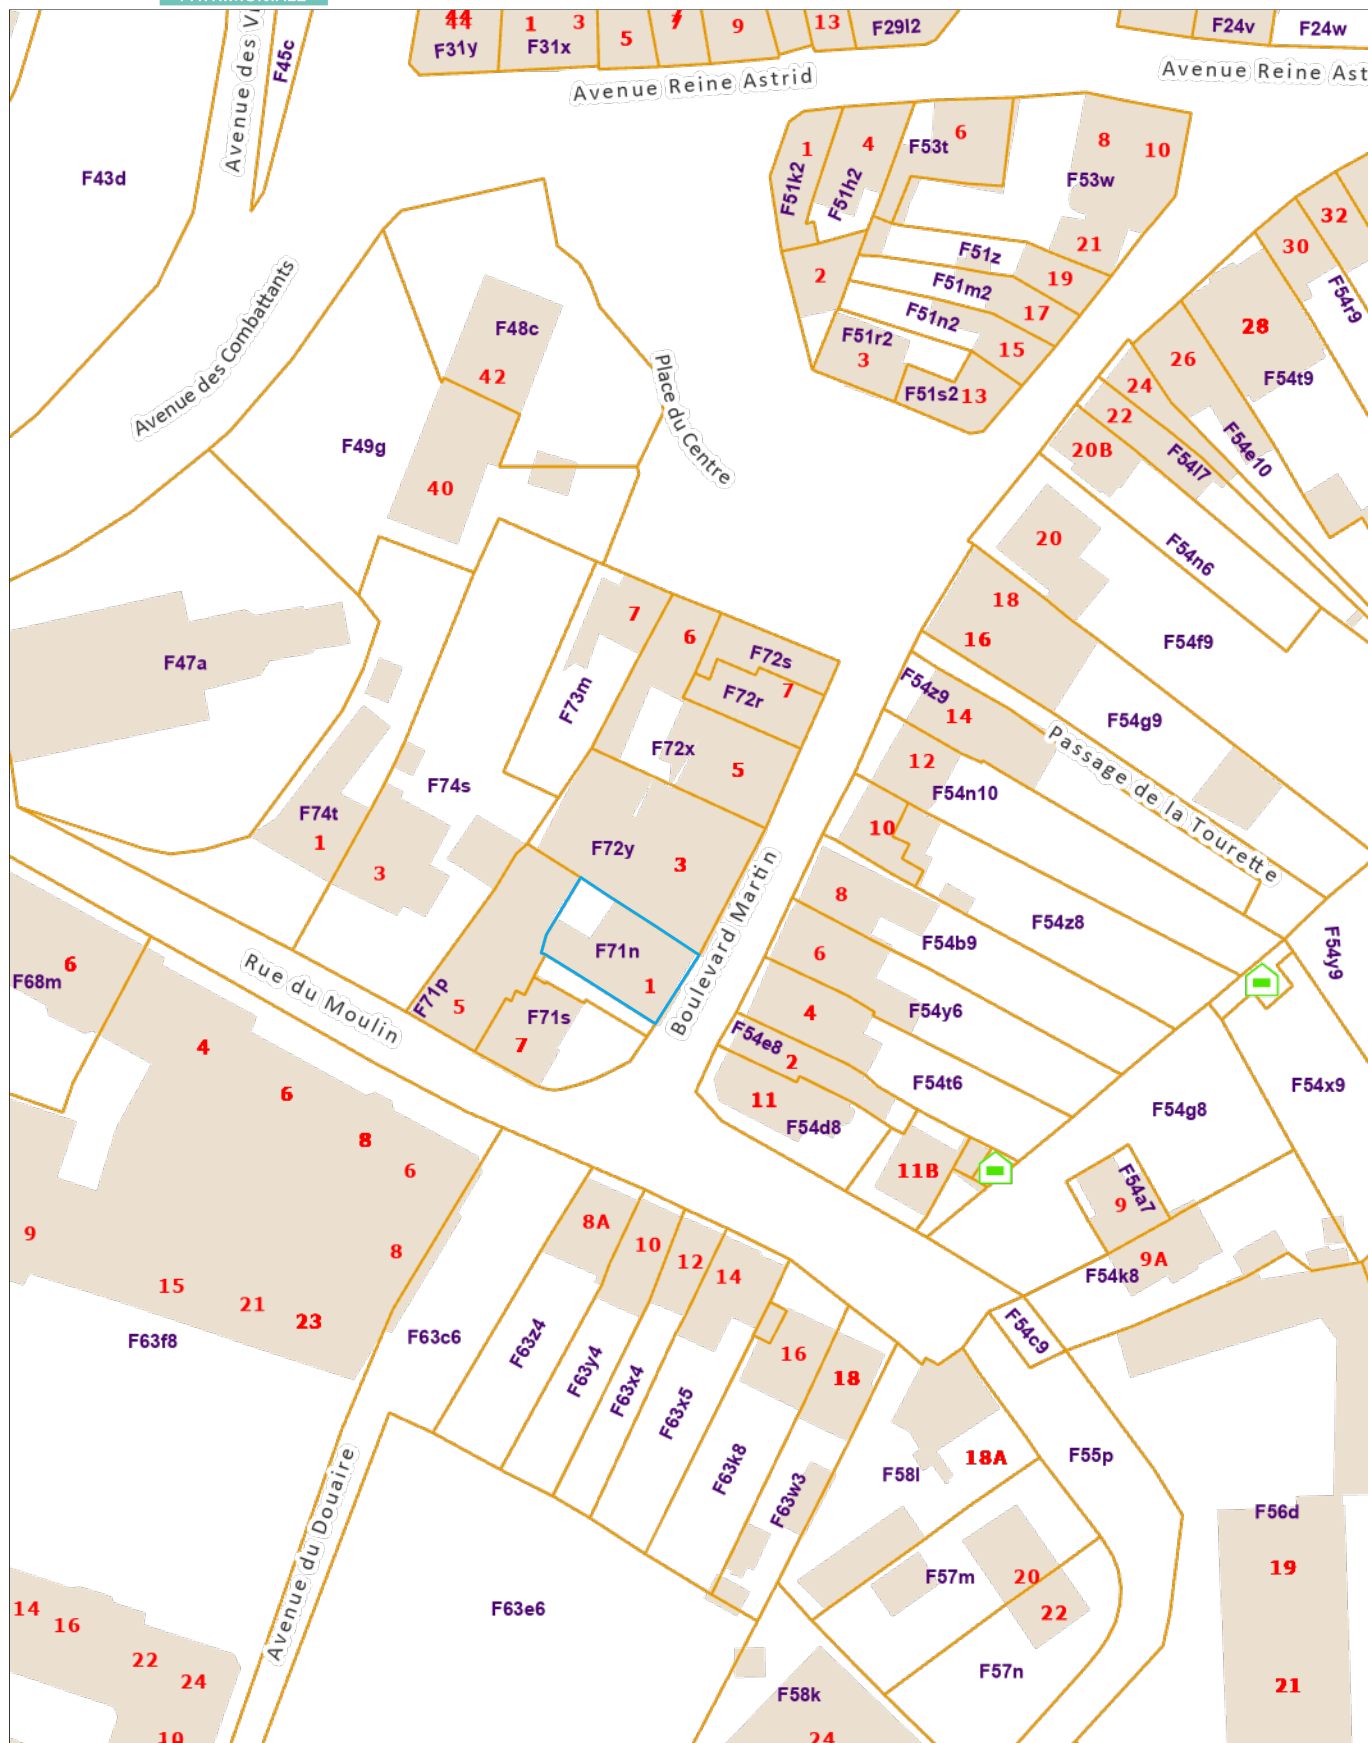 44
1
3
5
7
9
13
F31y
F31x
F29l2
F24v
F24w
Avenue Reine Astrid
Avenue Reine Ast
F45c
F43d
Avenue des Combattants
1
4
6
8
10
F51k2
F51h2
F53t
F53w
21
2
F51z
19
F51m2
17
F51n2
15
F51r2
3
F51s2
13
32
30
F54r9
28
26
F54t9
24
22
F54e10
20B
F54l7
F54n6
F48c
42
Place du Centre
F49g
40
20
18
16
F54f9
F47a
7
6
F72s
F73m
F72r
7
F72x
5
F54z9
14
F54g9
Passage de la Tourette
12
F54n10
F74s
F74t
1
3
F72y
3
10
8
F54z8
F54b9
Boulevard Martin
F71n
1
6
4
F54y6
F54y9
F68m
6
Rue du Moulin
F71p
5
F71s
7
F54e8
2
F54t6
11
F54d8
11B
F54x9
F54g8
4
6
8
6
9
8
15
21
23
F63f8
F63c6
F54a7
9
9A
F54k8
F54c9
8A
10
12
14
16
18
F63z4
F63y4
F63x4
F63x5
F63k8
F63w3
18A
F58l
F55p
F56d
19
21
Avenue du Douaire
F57m
20
22
F57n
F63e6
F58k
24
14
16
22
24